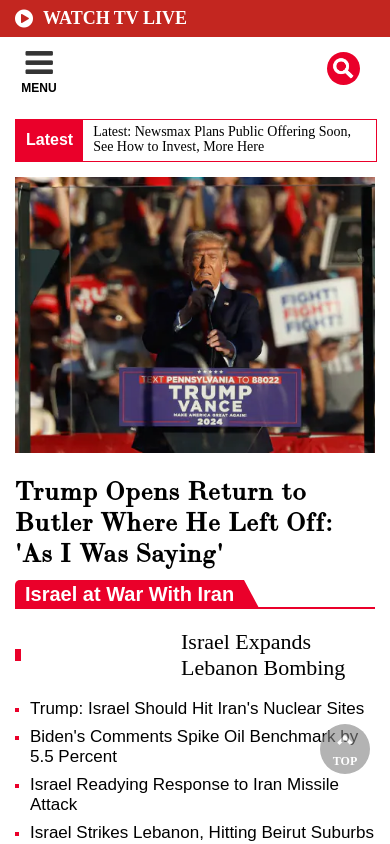 WATCH TV LIVE
MENU
Latest
Latest: Newsmax Plans Public Offering Soon,
See How to Invest, More Here
FIGHT!
FIGHT!
FIGHT!
TEXT PENNSYLVANIA TO 88022
TRUMP
VANCE
MAKE AMERICA GREAT AGAIN!
2024
Trump Opens Return to
Butler Where He Left Off:
'As I Was Saying'
Israel at War With Iran
Israel Expands
Lebanon Bombing
Trump: Israel Should Hit Iran's Nuclear Sites
Biden's Comments Spike Oil Benchmark by
5.5 Percent
TOP
Israel Readying Response to Iran Missile
Attack
Israel Strikes Lebanon, Hitting Beirut Suburbs